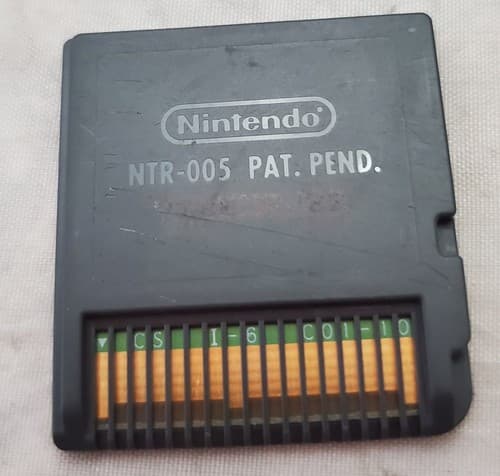 Nintendo®
NTR-005 PAT. PEND.
▼ CS I-6 C01-10